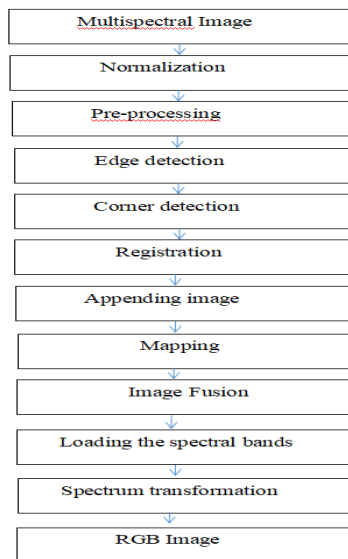 Multispectral Image
Normalization
Pre-processing
Edge detection
Corner detection
Registration
Appending image
Mapping
Image Fusion
Loading the spectral bands
Spectrum transformation
RGB Image